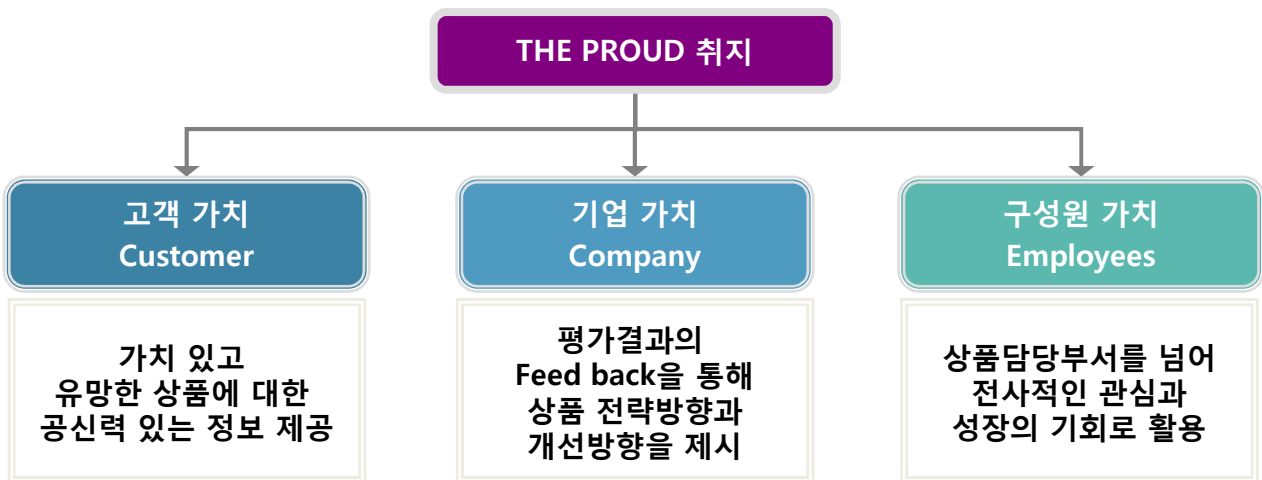 THE PROUD 취지
고객 가치
Customer
기업 가치
Company
구성원 가치
Employees
가치 있고
유망한 상품에 대한
공신력 있는 정보 제공
평가결과의
Feed back을 통해
상품 전략방향과
개선방향을 제시
상품담당부서를 넘어
전사적인 관심과
성장의 기회로 활용